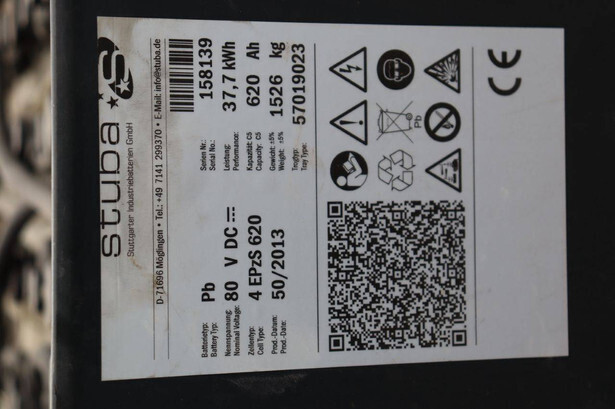 stuba
Stuttgarter Industriebatterien GmbH
D-71696 Möglingen • Tel.: +49 7141 299370 • E-Mail: info@stuba.de
Batterietyp: Pb
Battery Type:
Nennspannung: 80 V DC
Nominal Voltage:
Zellentyp: 4 EPzS 620
Cell Type:
Prod.-Datum: 50/2013
Prod.-Date:
Serien Nr.: 158139
Serial No.:
Leistung: 37,7 kWh
Performance:
Kapazität: C5 620 Ah
Capacity: C5
Gewicht: ±5% 1526 kg
Weight: ±5%
Trogtyp: 57019023
Tray Type:
Pb
CE